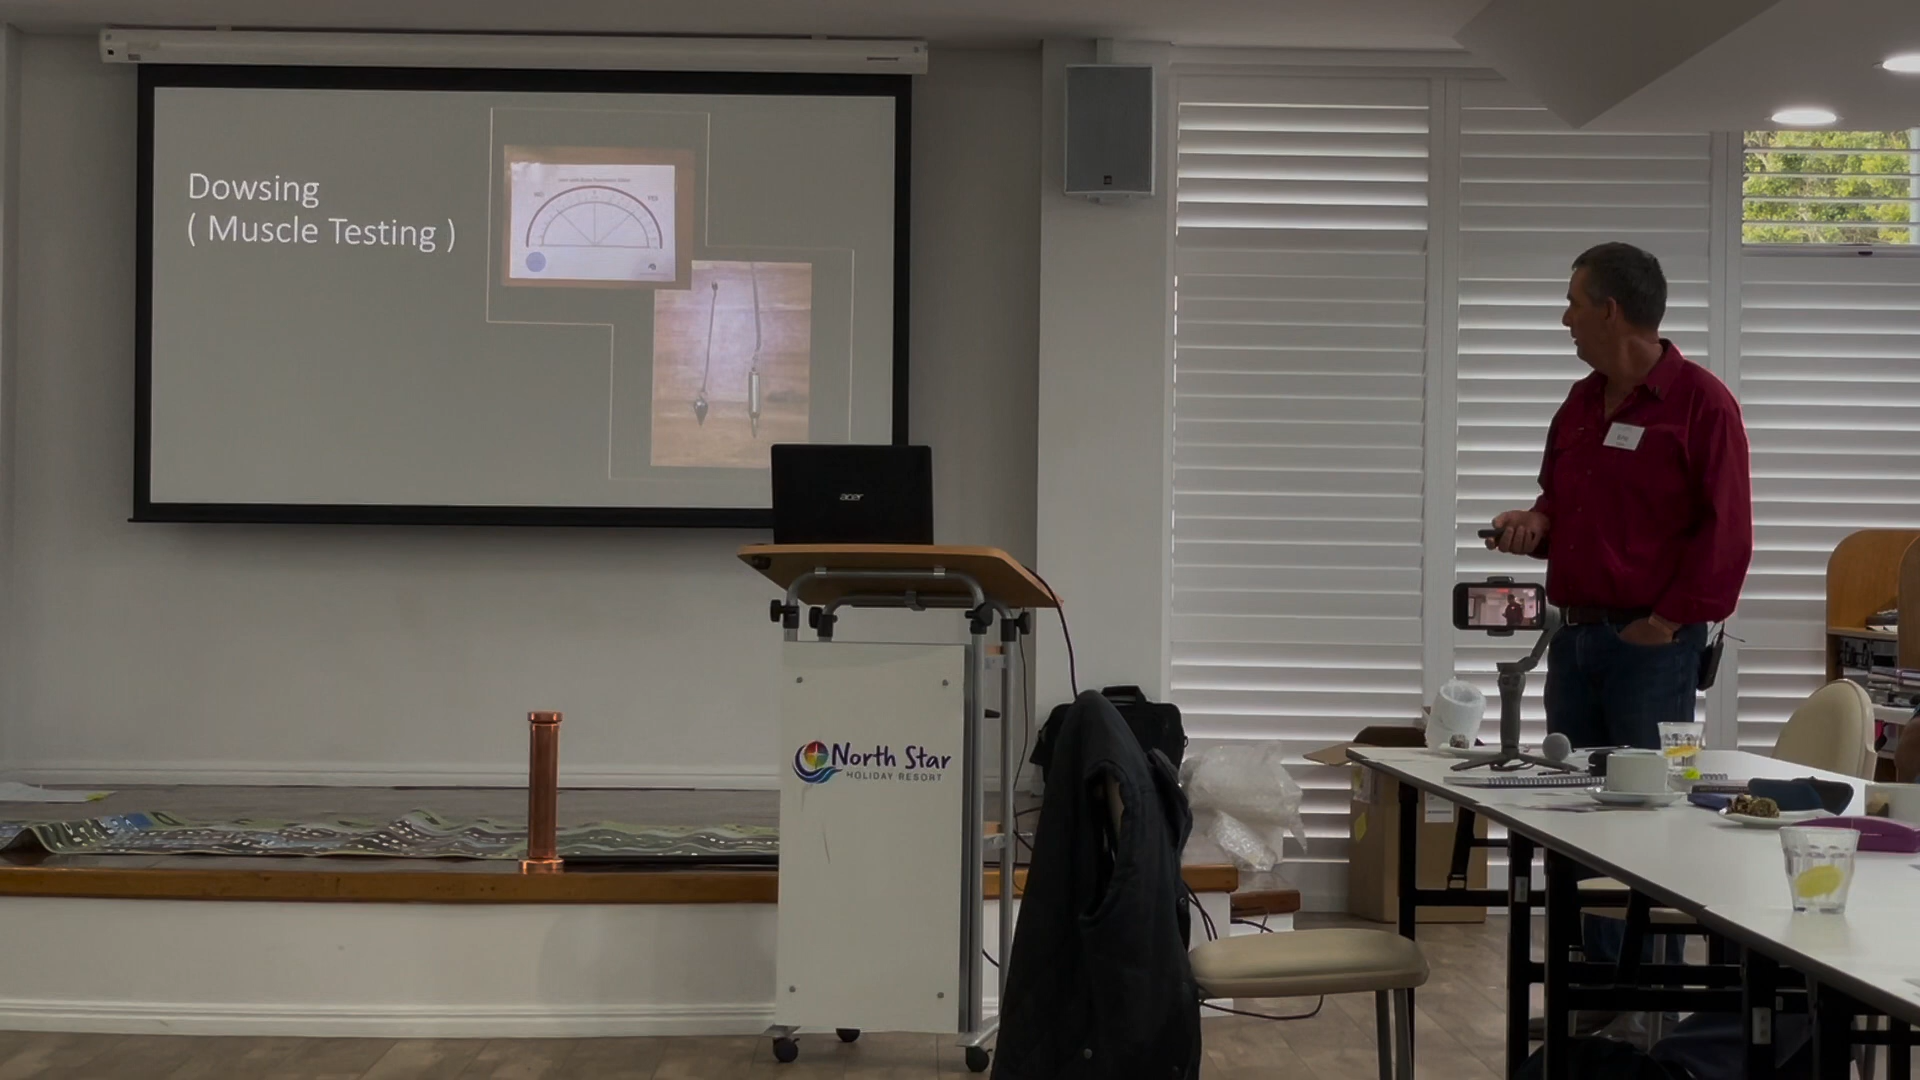 Dowsing
( Muscle Testing )
NO
YES
acer
North Star
HOLIDAY RESORT